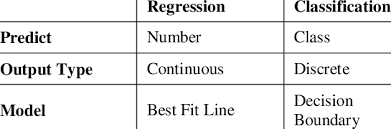 Regression Classification
Predict Number Class
Output Type Continuous Discrete
Model Best Fit Line Decision
Boundary